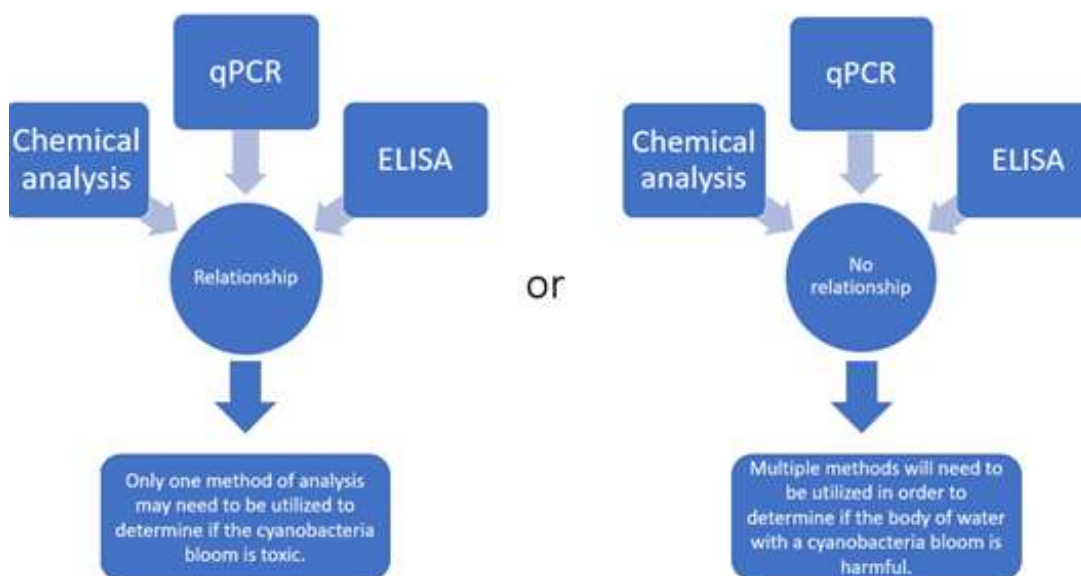 qPCR
Chemical
analysis
ELISA
Relationship
Only one method of analysis
may need to be utilized to
determine if the cyanobacteria
bloom is toxic.
or
qPCR
Chemical
analysis
ELISA
No
relationship
Multiple methods will need to
be utilized in order to
determine if the body of water
with a cyanobacteria bloom is
harmful.